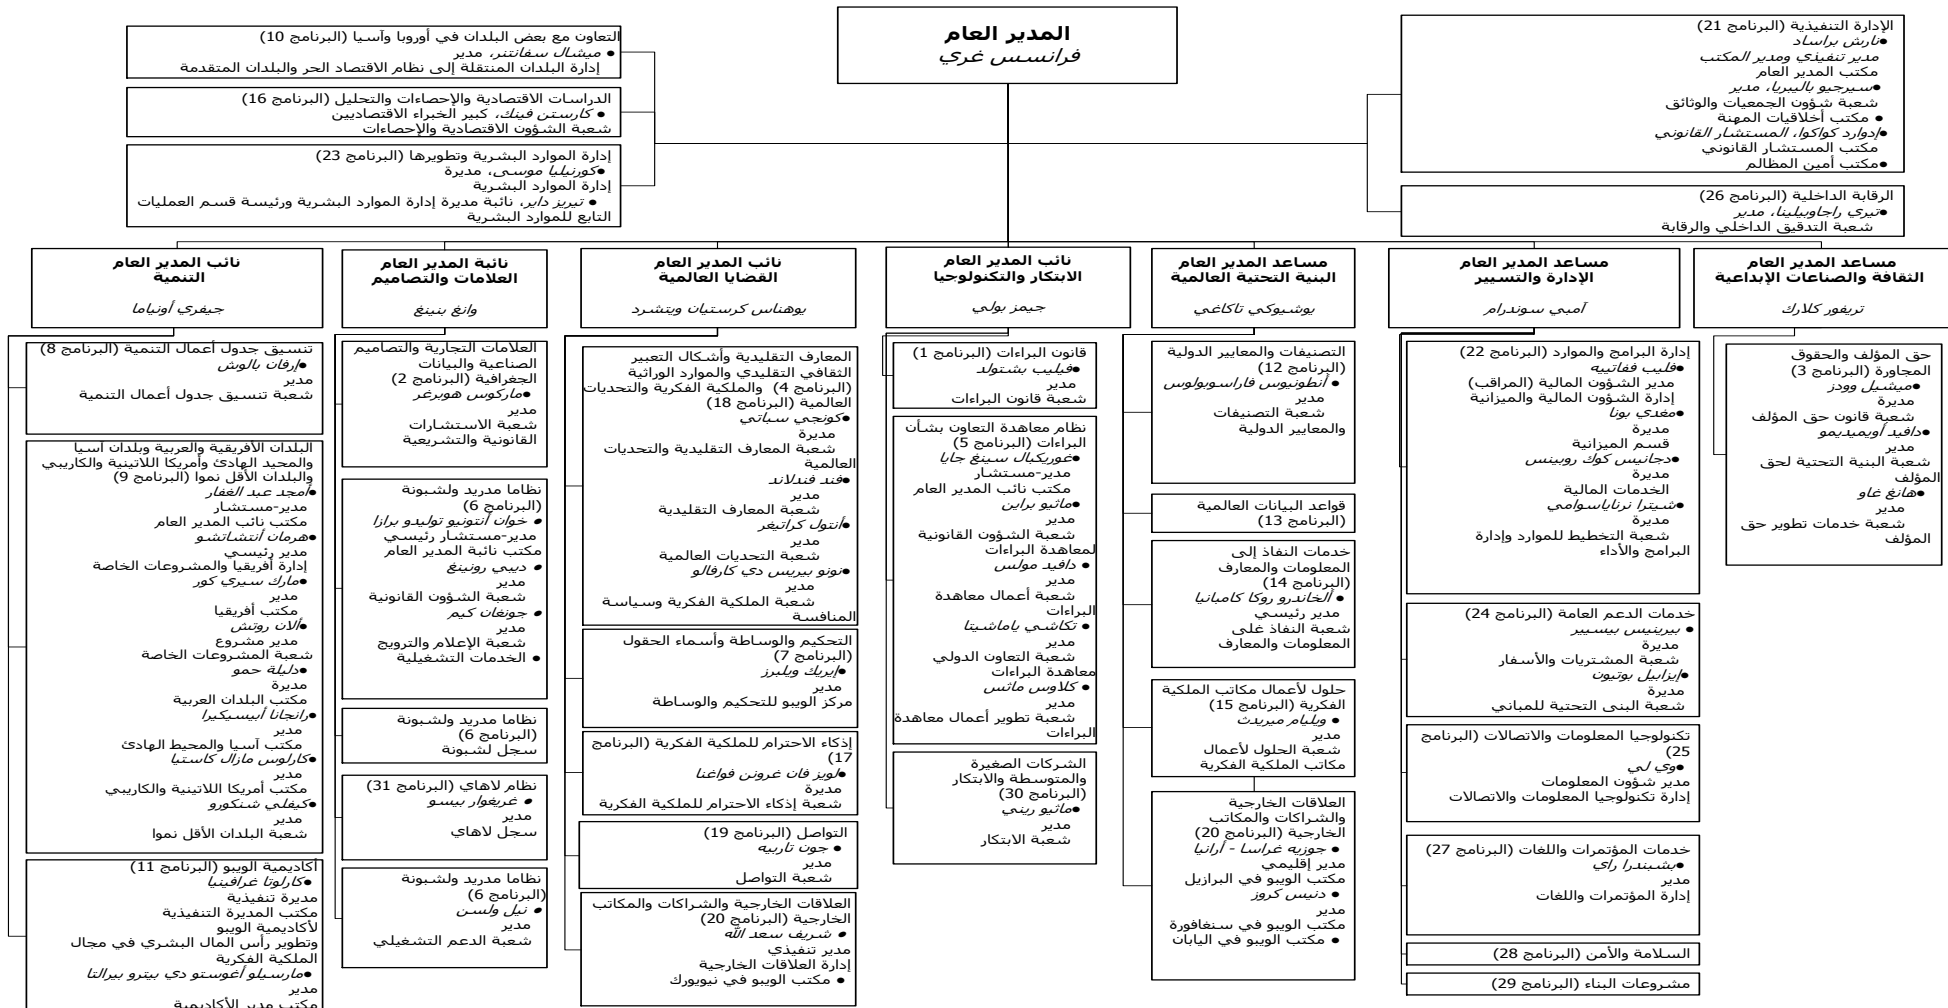 المدير العام
فرانسس غري
الإدارة التنفيذية (البرنامج 21)
●نارش براساد
مدير تنفيذي ومدير المكتب
مكتب المدير العام
●سيرجيو باليبريا، مدير
شعبة شؤون الجمعيات والوثائق
● مكتب أخلاقيات المهنة
●إدوارد كواكوا، المستشار القانوني
مكتب المستشار القانوني
●مكتب أمين المظالم
الرقابة الداخلية (البرنامج 26)
●تيري راجاوبيلينا، مدير
شعبة التدقيق الداخلي والرقابة
التعاون مع بعض البلدان في أوروبا وآسيا (البرنامج 10)
● ميشال سفانتنر، مدير
إدارة البلدان المنتقلة إلى نظام الاقتصاد الحر والبلدان المتقدمة
الدراسات الاقتصادية والإحصاءات والتحليل (البرنامج 16)
● كارستن فينك، كبير الخبراء الاقتصاديين
شعبة الشؤون الاقتصادية والإحصاءات
إدارة الموارد البشرية وتطويرها (البرنامج 23)
●كورنيليا موسى، مديرة
إدارة الموارد البشرية
● تيريز داير، نائبة مديرة إدارة الموارد البشرية ورئيسة قسم العمليات
التابع للموارد البشرية
مساعد المدير العام
الثقافة والصناعات الإبداعية
تريفور كلارك
حق المؤلف والحقوق
المجاورة (البرنامج 3)
●ميشيل وودز
مديرة
شعبة قانون حق المؤلف
●دافيد أويميديمو
مدير
شعبة البنية التحتية لحق
المؤلف
●هانغ غاو
مدير
شعبة خدمات تطوير حق
المؤلف
مساعد المدير العام
الإدارة والتسيير
أمبي سوندرام
إدارة البرامج والموارد (البرنامج 22)
●فليب ففاتييه
مدير الشؤون المالية (المراقب)
إدارة الشؤون المالية والميزانية
●مغدي بونا
مديرة
قسم الميزانية
●دجانيس كوك روبينس
مديرة
الخدمات المالية
●شيترا نرناياسوامي
مديرة
شعبة التخطيط للموارد وإدارة
البرامج والأداء
خدمات الدعم العامة (البرنامج 24)
● بيرينيس بيسيير
مديرة
شعبة المشتريات والأسفار
●إيزابيل بوتيون
مديرة
شعبة البنى التحتية للمباني
تكنولوجيا المعلومات والاتصالات (البرنامج
25)
●وي لي
مدير شؤون المعلومات
إدارة تكنولوجيا المعلومات والاتصالات
خدمات المؤتمرات واللغات (البرنامج 27)
●بشبندرا راي
مدير
إدارة المؤتمرات واللغات
السلامة والأمن (البرنامج 28)
مشروعات البناء (البرنامج 29)
مساعد المدير العام
البنية التحتية العالمية
يوشيوكي تاكاغي
التصنيفات والمعايير الدولية
(البرنامج 12)
● أنطونيوس فاراسوبولوس
مدير
شعبة التصنيفات
والمعايير الدولية
قواعد البيانات العالمية
(البرنامج 13)
خدمات النفاذ إلى
المعلومات والمعارف
(البرنامج 14)
● ألخاندرو روكا كامبانيا
مدير رئيسي
شعبة النفاذ غلى
المعلومات والمعارف
حلول لأعمال مكاتب الملكية
الفكرية (البرنامج 15)
● ويليام ميريدث
مدير
شعبة الحلول لأعمال
مكاتب الملكية الفكرية
العلاقات الخارجية
والشراكات والمكاتب
الخارجية (البرنامج 20)
● جوزيه غراسا - أرانيا
مدير إقليمي
مكتب الويبو في البرازيل
● دنيس كروز
مدير
مكتب الويبو في سنغافورة
● مكتب الويبو في اليابان
نائب المدير العام
الابتكار والتكنولوجيا
جيمز بولي
قانون البراءات (البرنامج 1)
●فيليب بشتولد
مدير
شعبة قانون البراءات
نظام معاهدة التعاون بشأن
البراءات (البرنامج 5)
●غوريكبال سينغ جايا
مدير-مستشار
مكتب نائب المدير العام
●ماثيو براين
مدير
شعبة الشؤون القانونية
لمعاهدة البراءات
● دافيد مولس
مدير
شعبة أعمال معاهدة
البراءات
● تكاشي ياماشيتا
مدير
شعبة التعاون الدولي
معاهدة البراءات
● كلاوس ماثس
مدير
شعبة تطوير أعمال معاهدة
البراءات
الشركات الصغيرة
والمتوسطة والابتكار
(البرنامج 30)
●ماثيو ريني
مدير
شعبة الابتكار
نائب المدير العام
القضايا العالمية
يوهناس كرستيان ويتشرد
المعارف التقليدية وأشكال التعبير
الثقافي التقليدي والموارد الوراثية
(البرنامج 4) والملكية الفكرية والتحديات
العالمية (البرنامج 18)
●كونجي سباتي
مديرة
شعبة المعارف التقليدية والتحديات
العالمية
●فند فندلاند
مدير
شعبة المعارف التقليدية
●أنتول كراتيغر
مدير
شعبة التحديات العالمية
●نونو بيريس دي كارفالو
مدير
شعبة الملكية الفكرية وسياسة
المنافسة
التحكيم والوساطة وأسماء الحقول
(البرنامج 7)
●إيريك ويلبرز
مدير
مركز الويبو للتحكيم والوساطة
إذكاء الاحترام للملكية الفكرية (البرنامج
17)
●لويز فان غرونن فواغنا
مديرة
شعبة إذكاء الاحترام للملكية الفكرية
التواصل (البرنامج 19)
● جون تاربيه
مدير
شعبة التواصل
العلاقات الخارجية والشراكات والمكاتب
الخارجية (البرنامج 20)
● شريف سعد الله
مدير تنفيذي
إدارة العلاقات الخارجية
● مكتب الويبو في نيويورك
نائبة المدير العام
العلامات والتصاميم
وانغ بنينغ
العلامات التجارية والتصاميم
الصناعية والبيانات
الجغرافية (البرنامج 2)
●ماركوس هوبرغر
مدير
شعبة الاستشارات
القانونية والتشريعية
نظاما مدريد ولشبونة
(البرنامج 6)
● خوان أنتونيو توليدو برازا
مدير-مستشار رئيسي
مكتب نائبة المدير العام
● ديبي رونينغ
مدير
شعبة الشؤون القانونية
● جونغان كيم
مدير
شعبة الإعلام والترويج
● الخدمات التشغيلية
نظاما مدريد ولشبونة
(البرنامج 6)
سجل لشبونة
نظام لاهاي (البرنامج 31)
● غريغوار بيسو
مدير
سجل لاهاي
نظاما مدريد ولشبونة
(البرنامج 6)
● نيل ولسن
مدير
شعبة الدعم التشغيلي
نائب المدير العام
التنمية
جيفري أونياما
تنسيق جدول أعمال التنمية (البرنامج 8)
●إرفان بالوش
مدير
شعبة تنسيق جدول أعمال التنمية
البلدان الأفريقية والعربية وبلدان آسيا
والمحيد الهادئ وأمريكا اللاتينية والكاريبي
والبلدان الأقل نموا (البرنامج 9)
●أمجد عبد الغفار
مدير-مستشار
مكتب نائب المدير العام
●هرمان أنتشاتشو
مدير رئيسي
إدارة أفريقيا والمشروعات الخاصة
●مارك سيري كور
مدير
مكتب أفريقيا
●ألان روتش
مدير مشروع
شعبة المشروعات الخاصة
●دليلة حمو
مديرة
مكتب البلدان العربية
●رانجانا أبيسيكيرا
مدير
مكتب آسيا والمحيط الهادئ
●كارلوس مازال كاستيا
مدير
مكتب أمريكا اللاتينية والكاريبي
●كيفلي شنكورو
مدير
شعبة البلدان الأقل نموا
أكاديمية الويبو (البرنامج 11)
●كارلوتا غرافينيا
مديرة تنفيذية
مكتب المديرة التنفيذية
لأكاديمية الويبو
وتطوير رأس المال البشري في مجال
الملكية الفكرية
●مارسيلو أغوستو دي بيترو بيرالتا
مدير
مكتب مدير الأكاديمية